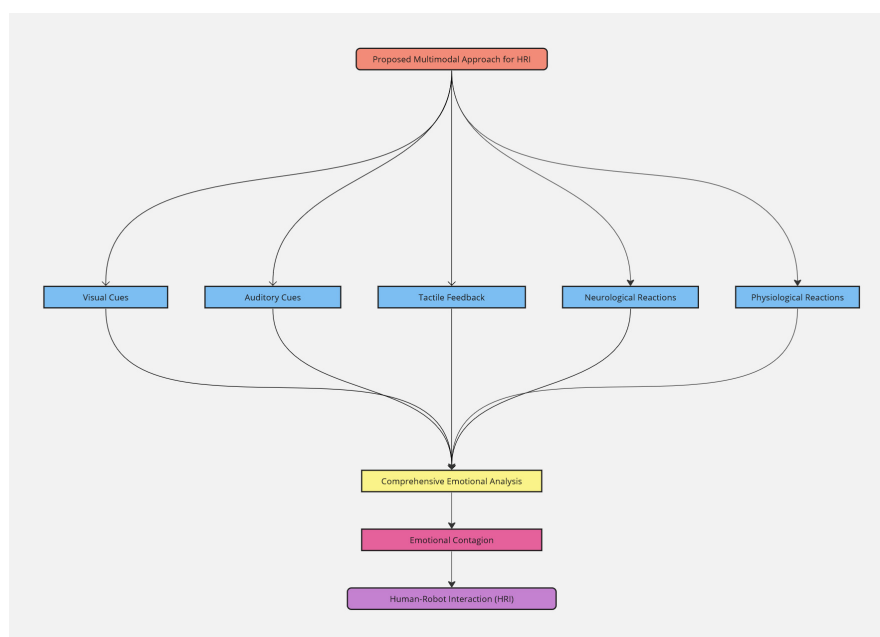 Proposed Multimodal Approach for HRI
Visual Cues
Auditory Cues
Tactile Feedback
Neurological Reactions
Physiological Reactions
Comprehensive Emotional Analysis
Emotional Contagion
Human-Robot Interaction (HRI)